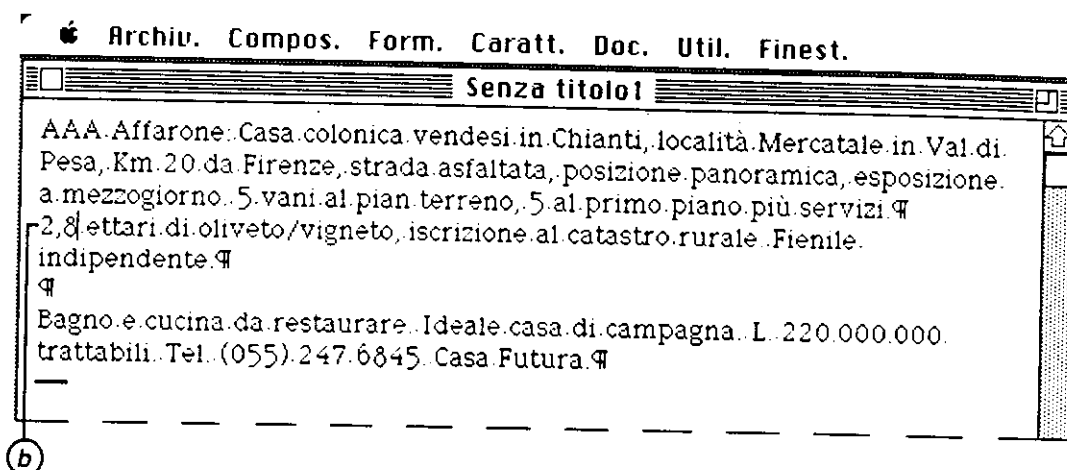 Archiv. Compos. Form. Caratt. Doc. Util. Finest.
Senza titolo1
AAA Affarone: Casa colonica vendesi in Chianti, località Mercatale in Val di
Pesa, Km 20 da Firenze, strada asfaltata, posizione panoramica, esposizione
a mezzogiorno. 5 vani al pian terreno, 5 al primo piano più servizi.¶
2,8 ettari di oliveto/vigneto, iscrizione al catastro rurale. Fienile
indipendente.¶
¶
Bagno e cucina da restaurare. Ideale casa di campagna. L. 220.000.000
trattabili. Tel. (055) 247.6845. Casa Futura.¶
b